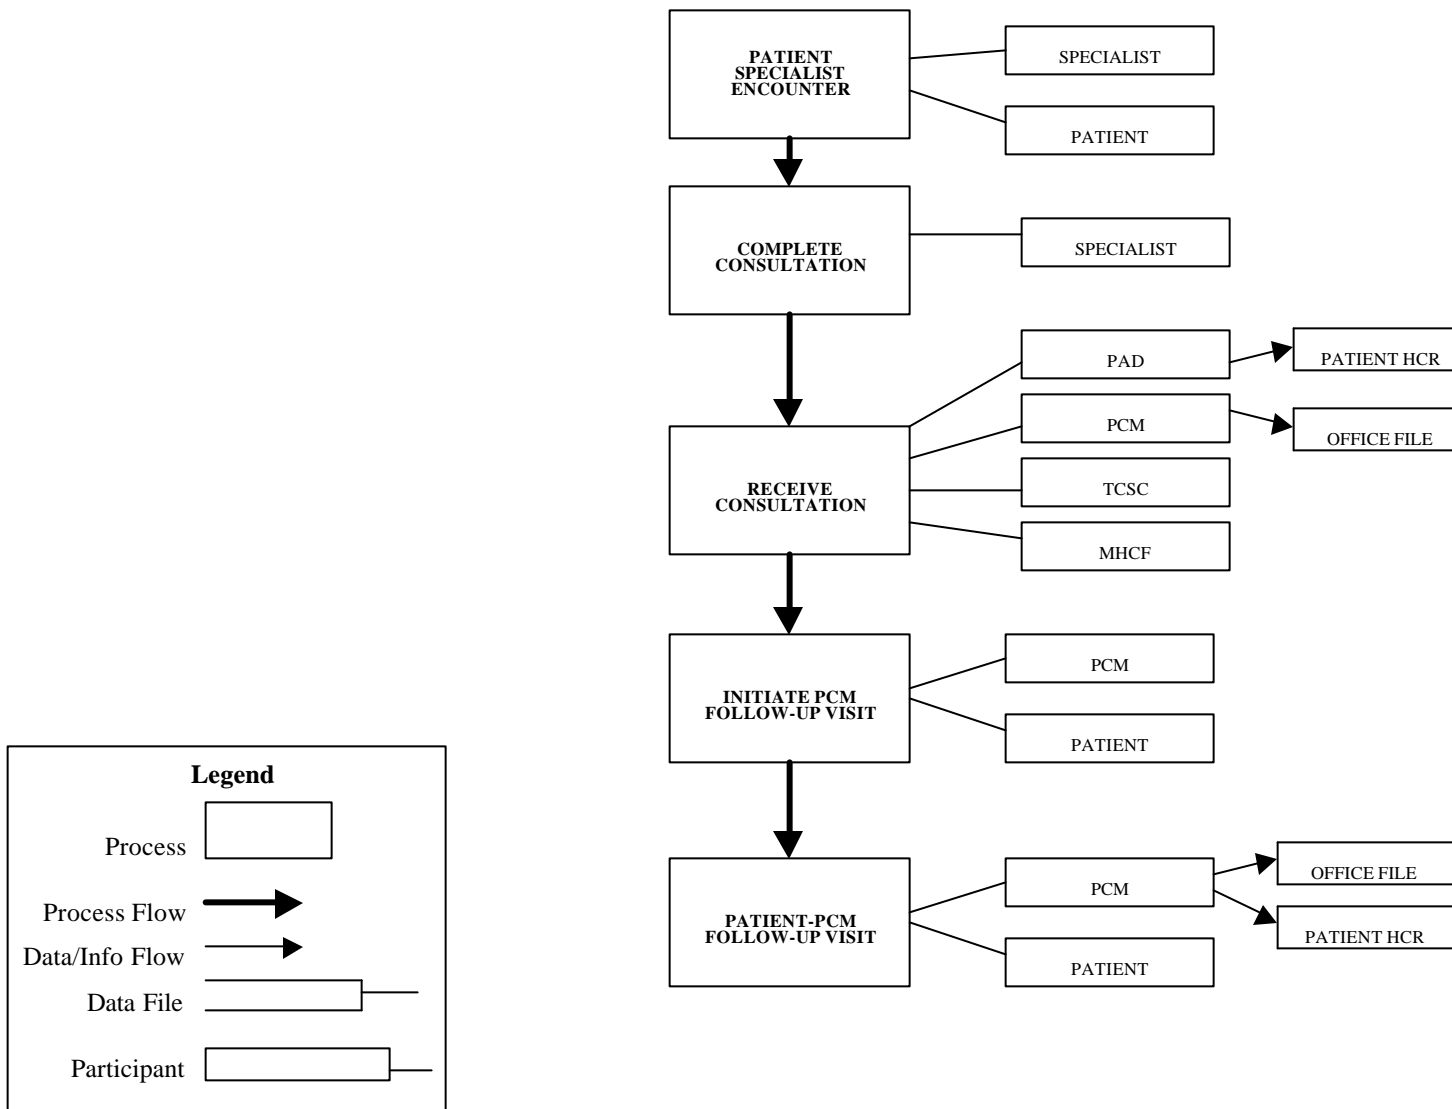 PATIENT
SPECIALIST
ENCOUNTER
SPECIALIST
PATIENT
COMPLETE
CONSULTATION
SPECIALIST
RECEIVE
CONSULTATION
PAD
PATIENT HCR
PCM
OFFICE FILE
TCSC
MHCF
INITIATE PCM
FOLLOW-UP VISIT
PCM
PATIENT
PATIENT-PCM
FOLLOW-UP VISIT
PCM
OFFICE FILE
PATIENT HCR
PATIENT
Legend
Process
Process Flow
Data/Info Flow
Data File
Participant